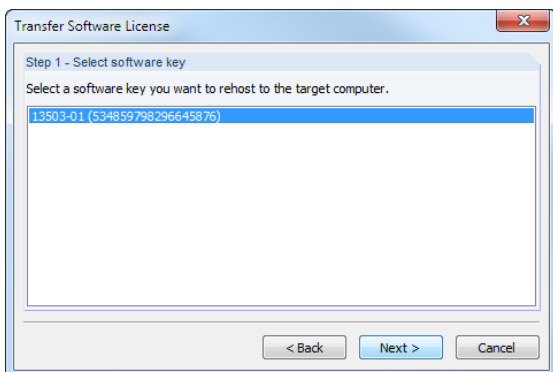 Transfer Software License
Step 1 - Select software key
Select a software key you want to rehost to the target computer.
13503-01 (534859798296645876)
< Back
Next >
Cancel